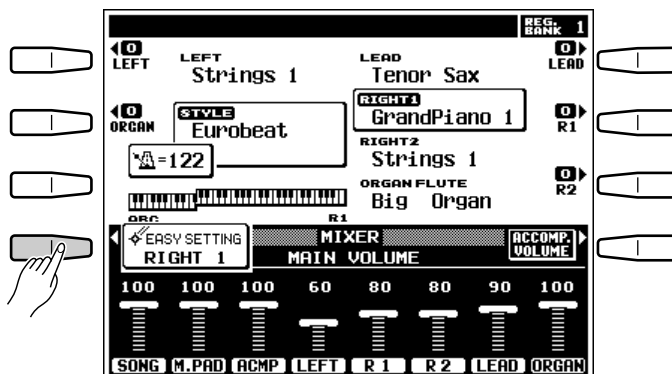 REG. BANK 1
0 LEFT
LEFT
Strings 1
LEAD
Tenor Sax
0 LEAD
0 ORGAN
STYLE
Eurobeat
RIGHT1
GrandPiano 1
0 R1
=122
RIGHT2
Strings 1
0 R2
ORGAN FLUTE
Big Organ
ABC
R1
EASY SETTING
RIGHT 1
MIXER
MAIN VOLUME
ACCOMP. VOLUME
100 100 100 60 80 80 90 100
SONG M.PAD ACMP LEFT R 1 R 2 LEAD ORGAN